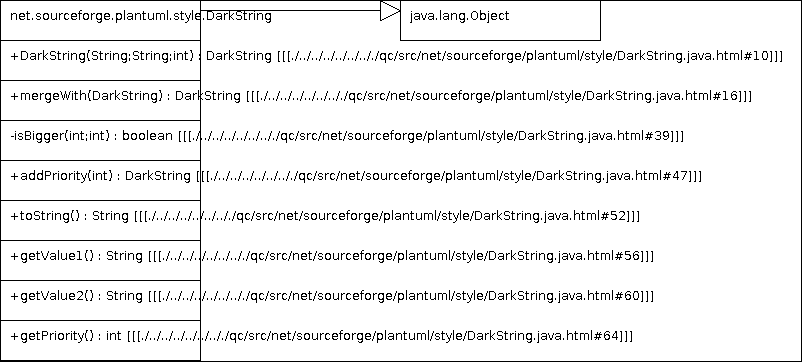 net.sourceforge.plantuml.style.DarkString
java.lang.Object
+DarkString(String;String;int) : DarkString [[[./../../../../../../../qc/src/net/sourceforge/plantuml/style/DarkString.java.html#10]]]
+mergeWith(DarkString) : DarkString [[[./../../../../../../../qc/src/net/sourceforge/plantuml/style/DarkString.java.html#16]]]
-isBigger(int;int) : boolean [[[./../../../../../../../qc/src/net/sourceforge/plantuml/style/DarkString.java.html#39]]]
+addPriority(int) : DarkString [[[./../../../../../../../qc/src/net/sourceforge/plantuml/style/DarkString.java.html#47]]]
+toString() : String [[[./../../../../../../../qc/src/net/sourceforge/plantuml/style/DarkString.java.html#52]]]
+getValue1() : String [[[./../../../../../../../qc/src/net/sourceforge/plantuml/style/DarkString.java.html#56]]]
+getValue2() : String [[[./../../../../../../../qc/src/net/sourceforge/plantuml/style/DarkString.java.html#60]]]
+getPriority() : int [[[./../../../../../../../qc/src/net/sourceforge/plantuml/style/DarkString.java.html#64]]]